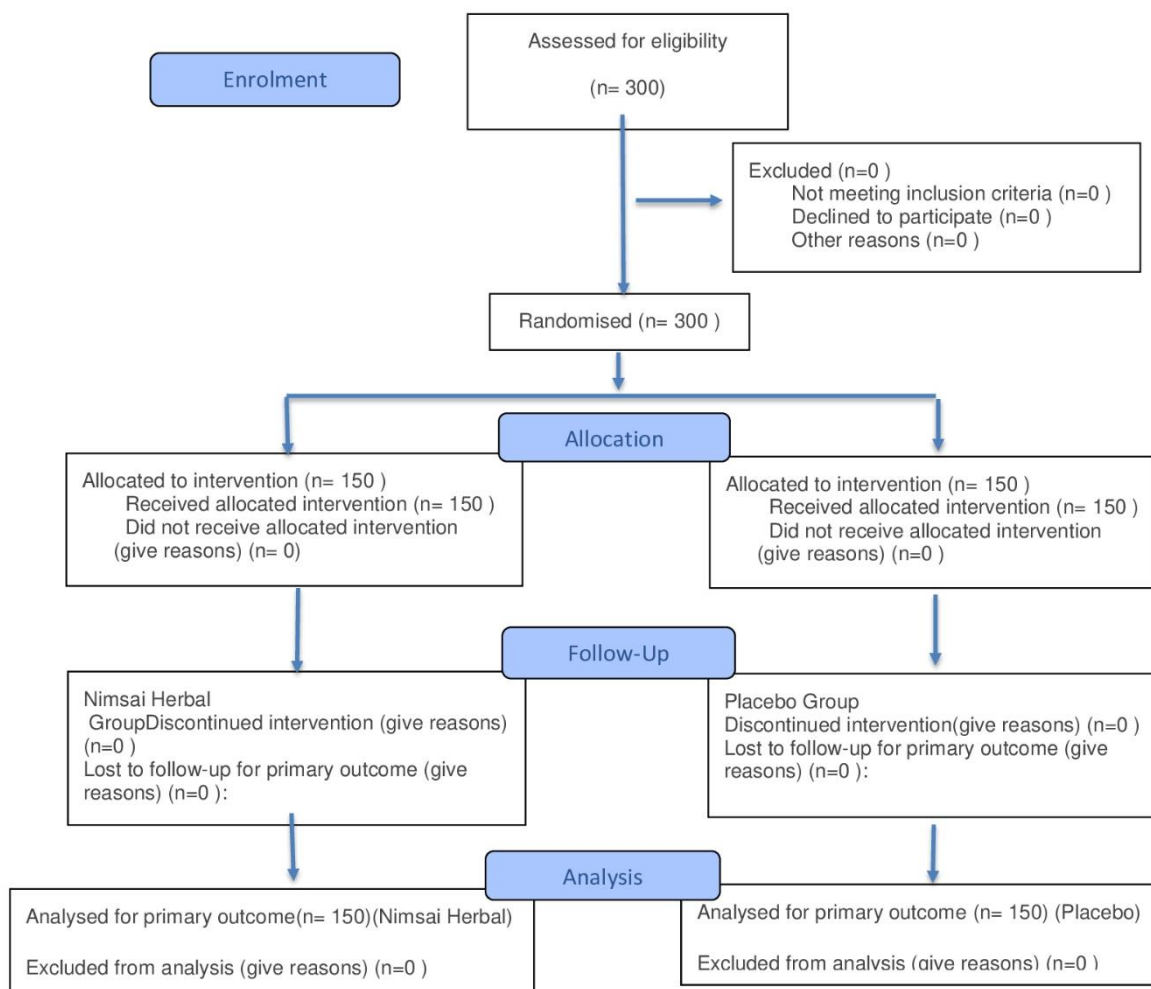 Enrolment
Assessed for eligibility
(n= 300)
Excluded (n=0 )
Not meeting inclusion criteria (n=0 )
Declined to participate (n=0 )
Other reasons (n=0 )
Randomised (n= 300 )
Allocation
Allocated to intervention (n= 150 )
Received allocated intervention (n= 150 )
Did not receive allocated intervention
(give reasons) (n= 0)
Allocated to intervention (n= 150 )
Received allocated intervention (n= 150 )
Did not receive allocated intervention
(give reasons) (n=0 )
Follow-Up
Nimsai Herbal
GroupDiscontinued intervention (give reasons)
(n=0 )
Lost to follow-up for primary outcome (give
reasons) (n=0 ):
Placebo Group
Discontinued intervention(give reasons) (n=0 )
Lost to follow-up for primary outcome (give
reasons) (n=0 ):
Analysis
Analysed for primary outcome(n= 150)(Nimsai Herbal)
Excluded from analysis (give reasons) (n=0 )
Analysed for primary outcome (n= 150) (Placebo)
Excluded from analysis (give reasons) (n=0 )